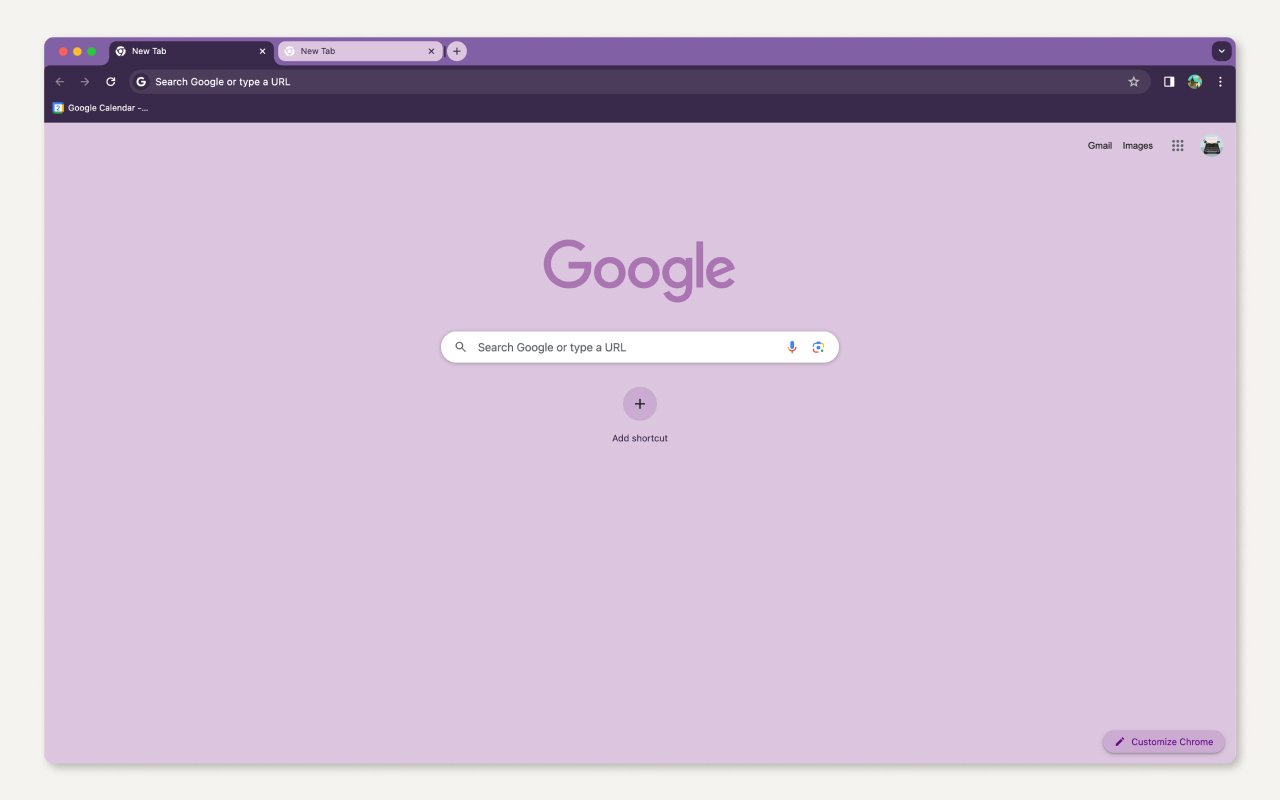 New Tab
New Tab
Search Google or type a URL
Google Calendar -...
Gmail Images
Google
Search Google or type a URL
Add shortcut
Customize Chrome